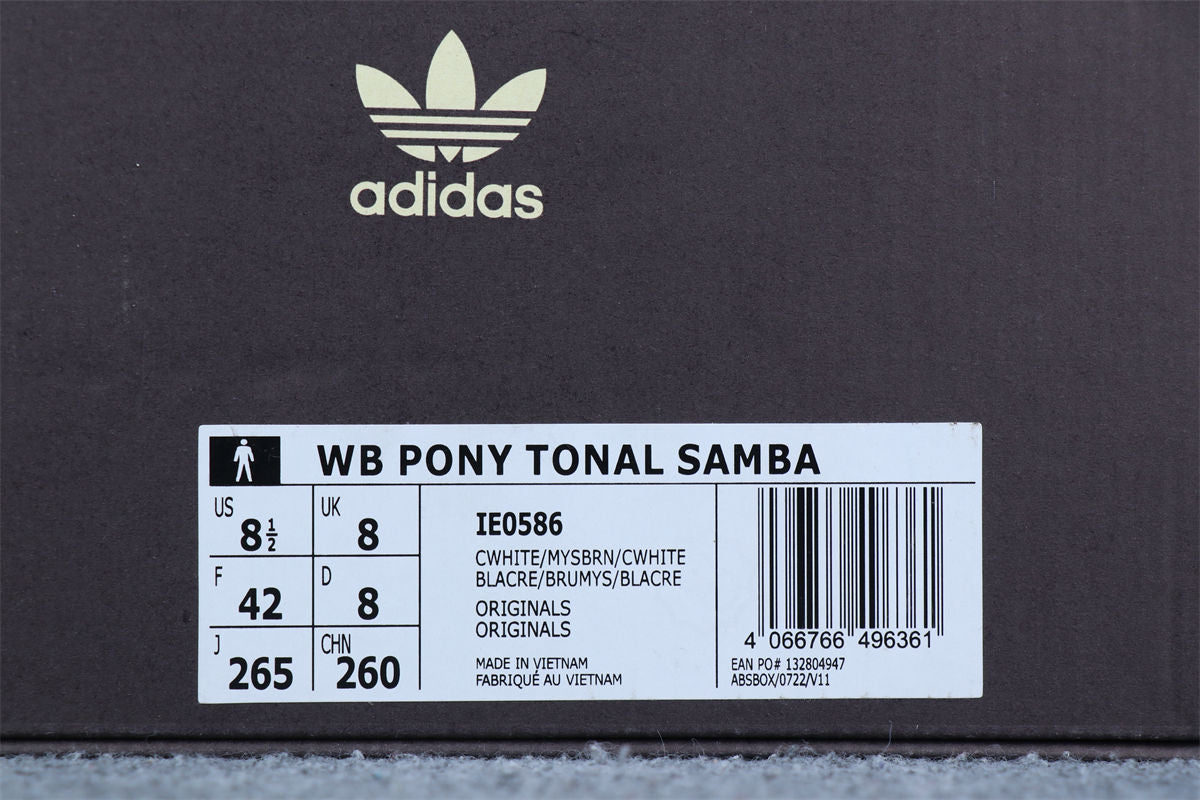 adidas
WB PONY TONAL SAMBA
US 8 1/2
UK 8
F 42
D 8
J 265
CHN 260
IE0586
CWHITE/MYSBRN/CWHITE
BLACRE/BRUMYS/BLACRE
ORIGINALS
ORIGINALS
MADE IN VIETNAM
FABRIQUÉ AU VIETNAM
4 066766 496361
EAN PO# 132804947
ABSBOX/0722/V11